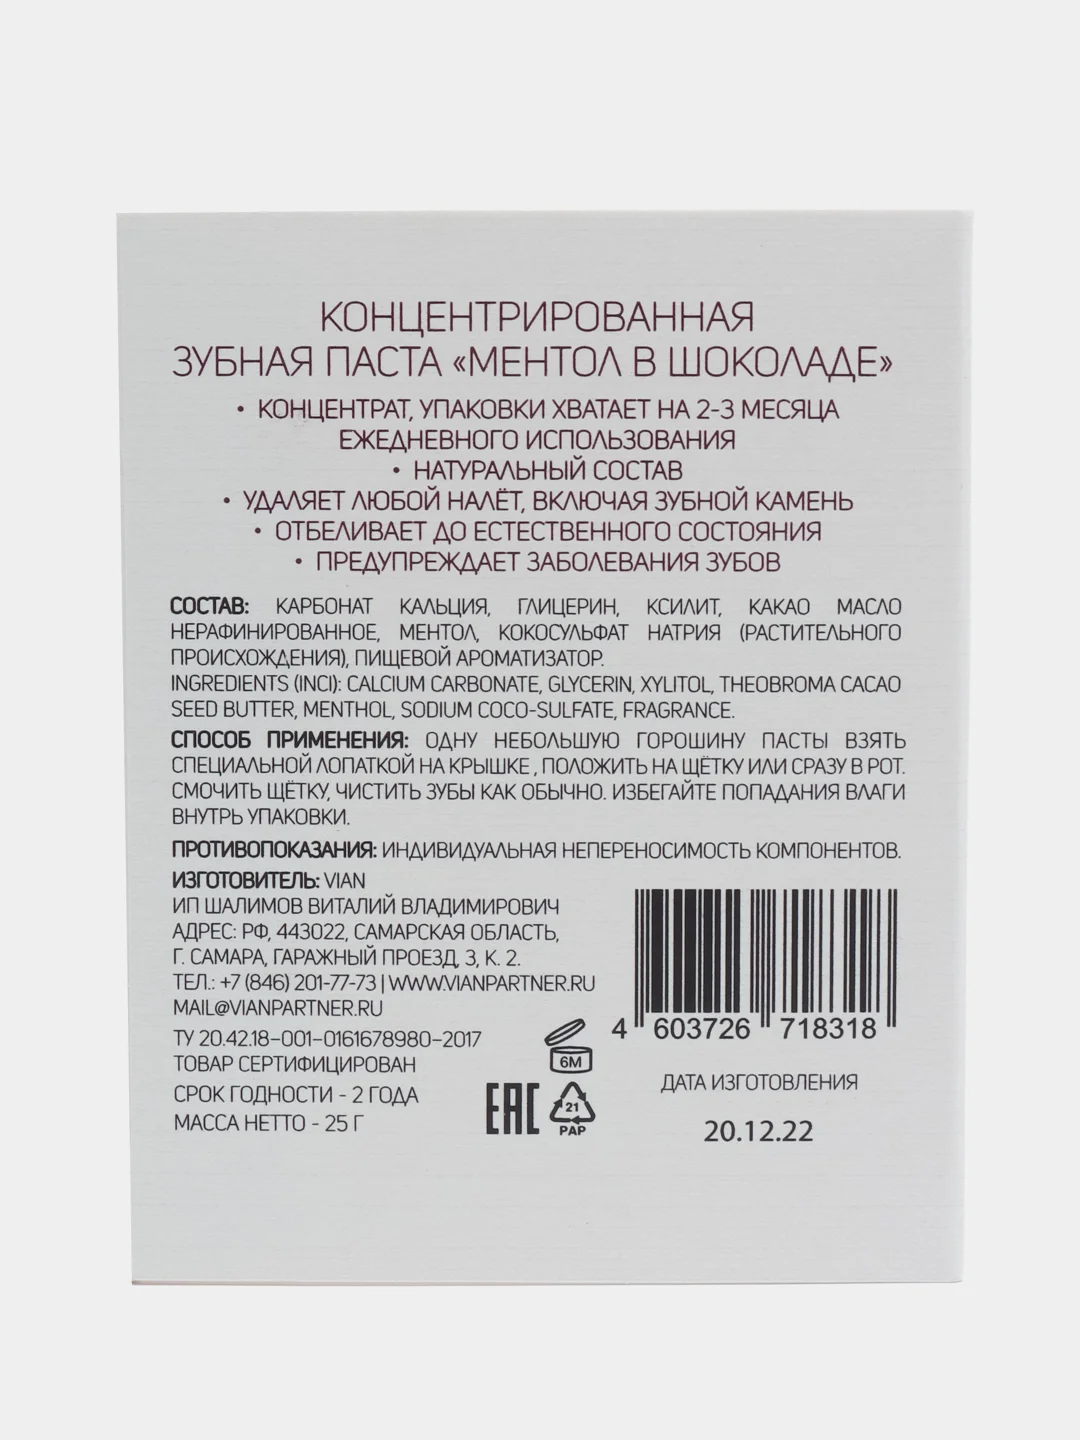 КОНЦЕНТРИРОВАННАЯ
ЗУБНАЯ ПАСТА «МЕНТОЛ В ШОКОЛАДЕ»
• КОНЦЕНТРАТ, УПАКОВКИ ХВАТАЕТ НА 2-3 МЕСЯЦА
ЕЖЕДНЕВНОГО ИСПОЛЬЗОВАНИЯ
• НАТУРАЛЬНЫЙ СОСТАВ
• УДАЛЯЕТ ЛЮБОЙ НАЛЁТ, ВКЛЮЧАЯ ЗУБНОЙ КАМЕНЬ
• ОТБЕЛИВАЕТ ДО ЕСТЕСТВЕННОГО СОСТОЯНИЯ
• ПРЕДУПРЕЖДАЕТ ЗАБОЛЕВАНИЯ ЗУБОВ
СОСТАВ: КАРБОНАТ КАЛЬЦИЯ, ГЛИЦЕРИН, КСИЛИТ, КАКАО МАСЛО
НЕРАФИНИРОВАННОЕ, МЕНТОЛ, КОКОСУЛЬФАТ НАТРИЯ (РАСТИТЕЛЬНОГО
ПРОИСХОЖДЕНИЯ), ПИЩЕВОЙ АРОМАТИЗАТОР.
INGREDIENTS (INCI): CALCIUM CARBONATE, GLYCERIN, XYLITOL, THEOBROMA CACAO
SEED BUTTER, MENTHOL, SODIUM COCO-SULFATE, FRAGRANCE.
СПОСОБ ПРИМЕНЕНИЯ: ОДНУ НЕБОЛЬШУЮ ГОРОШИНУ ПАСТЫ ВЗЯТЬ
СПЕЦИАЛЬНОЙ ЛОПАТКОЙ НА КРЫШКЕ , ПОЛОЖИТЬ НА ЩЁТКУ ИЛИ СРАЗУ В РОТ.
СМОЧИТЬ ЩЁТКУ, ЧИСТИТЬ ЗУБЫ КАК ОБЫЧНО. ИЗБЕГАЙТЕ ПОПАДАНИЯ ВЛАГИ
ВНУТРЬ УПАКОВКИ.
ПРОТИВОПОКАЗАНИЯ: ИНДИВИДУАЛЬНАЯ НЕПЕРЕНОСИМОСТЬ КОМПОНЕНТОВ.
ИЗГОТОВИТЕЛЬ: VIAN
ИП ШАЛИМОВ ВИТАЛИЙ ВЛАДИМИРОВИЧ
АДРЕС: РФ, 443022, САМАРСКАЯ ОБЛАСТЬ,
Г. САМАРА, ГАРАЖНЫЙ ПРОЕЗД, 3, К. 2.
ТЕЛ.: +7 (846) 201-77-73 | WWW.VIANPARTNER.RU
MAIL@VIANPARTNER.RU
ТУ 20.42.18-001-0161678980-2017
ТОВАР СЕРТИФИЦИРОВАН
СРОК ГОДНОСТИ - 2 ГОДА
МАССА НЕТТО - 25 Г
6M
EAC
21
PAP
4 603726 718318
ДАТА ИЗГОТОВЛЕНИЯ
20.12.22